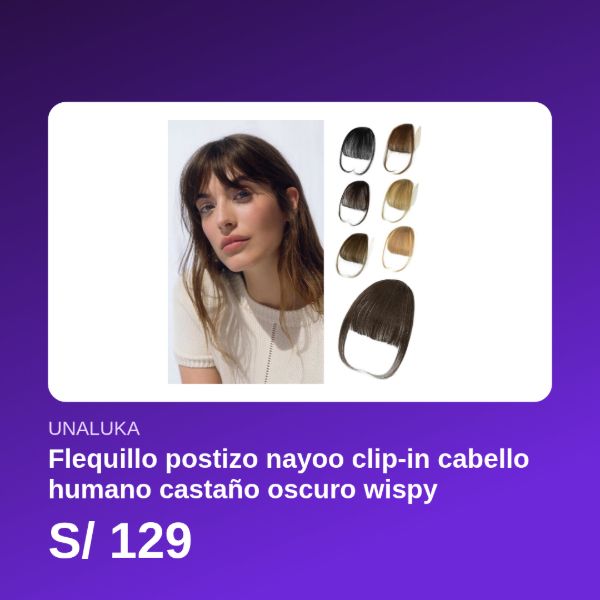 UNALUKA
Flequillo postizo nayoo clip-in cabello
humano castaño oscuro wispy
S/ 129